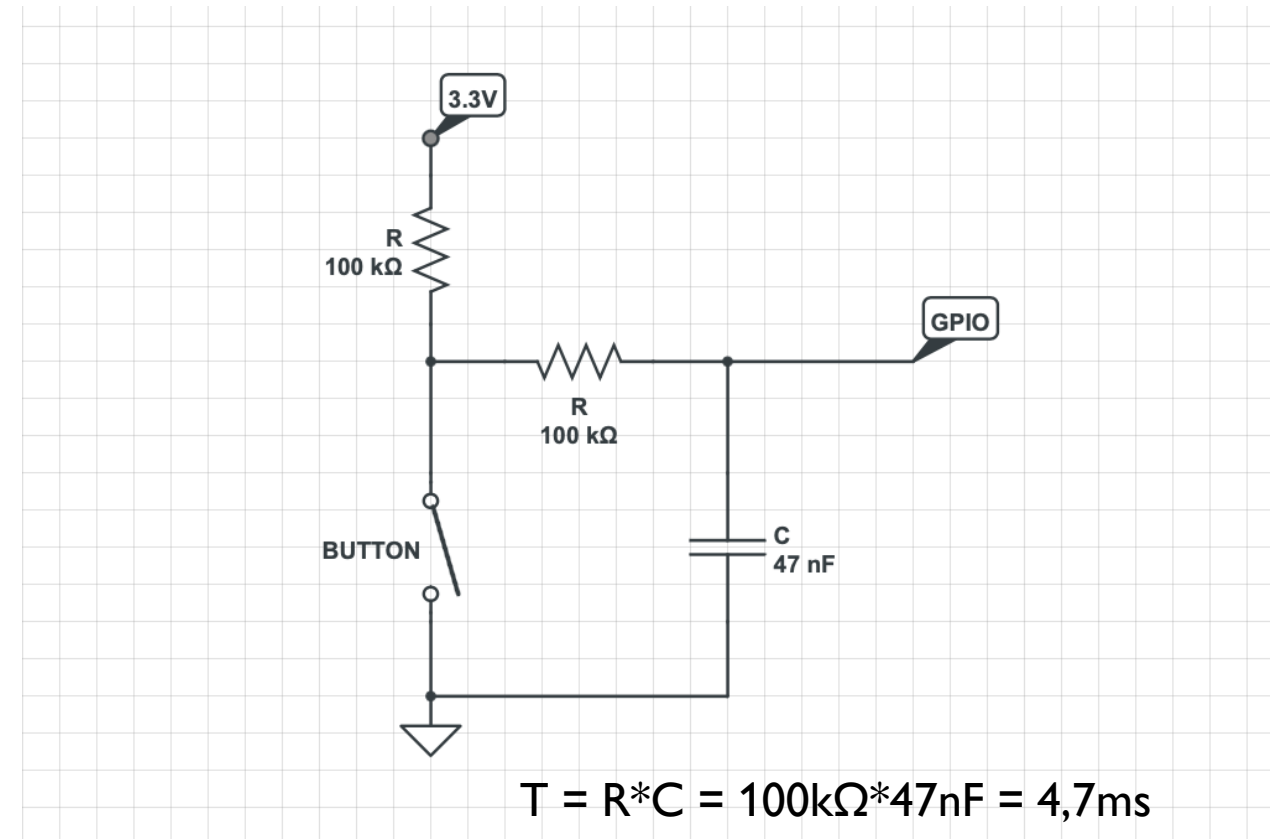 3.3V
R
100 kΩ
GPIO
R
100 kΩ
BUTTON
C
47 nF
T = R*C = 100kΩ*47nF = 4,7ms